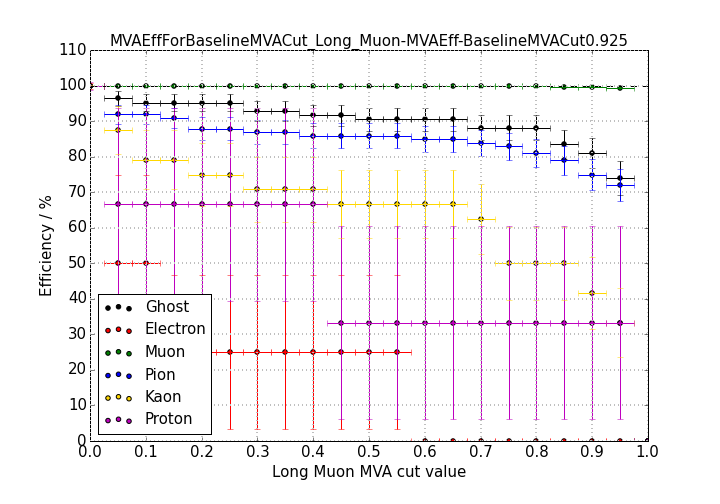 MVAEffForBaselineMVACut_Long_Muon-MVAEff-BaselineMVACut0.925
110
100
90
80
70
60
50
40
30
20
10
0
Efficiency / %
Ghost
Electron
Muon
Pion
Kaon
Proton
0.0 0.1 0.2 0.3 0.4 0.5 0.6 0.7 0.8 0.9 1.0
Long Muon MVA cut value